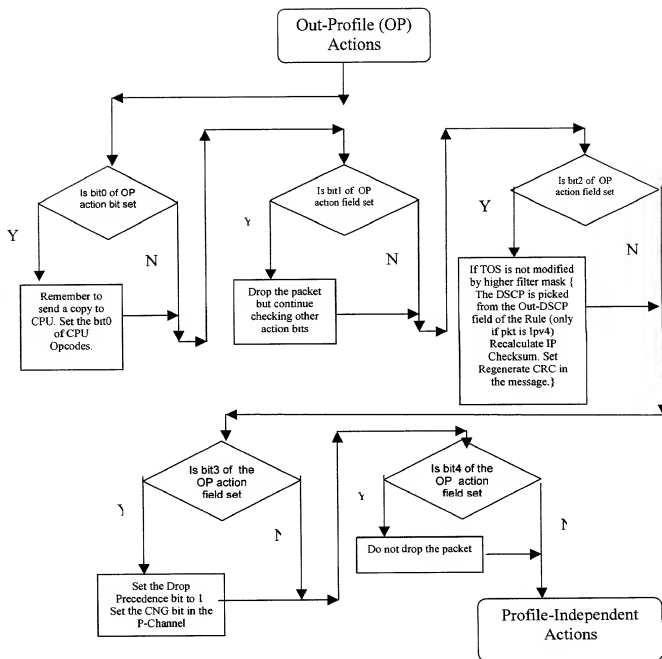 Out-Profile (OP)
Actions
Is bit0 of OP
action bit set
Y
N
Remember to
send a copy to
CPU. Set the bit0
of CPU
Opcodes.
Is bit1 of OP
action field set
Y
N
Drop the packet
but continue
checking other
action bits
Is bit2 of OP
action field set
Y
N
If TOS is not modified
by higher filter mask {
The DSCP is picked
from the Out-DSCP
field of the Rule (only
if pkt is Ipv4)
Recalculate IP
Checksum. Set
Regenerate CRC in
the message.}
Is bit3 of the
OP action
field set
Y
N
Set the Drop
Precedence bit to 1
Set the CNG bit in the
P-Channel
Is bit4 of the
OP action
field set
Y
N
Do not drop the packet
Profile-Independent
Actions